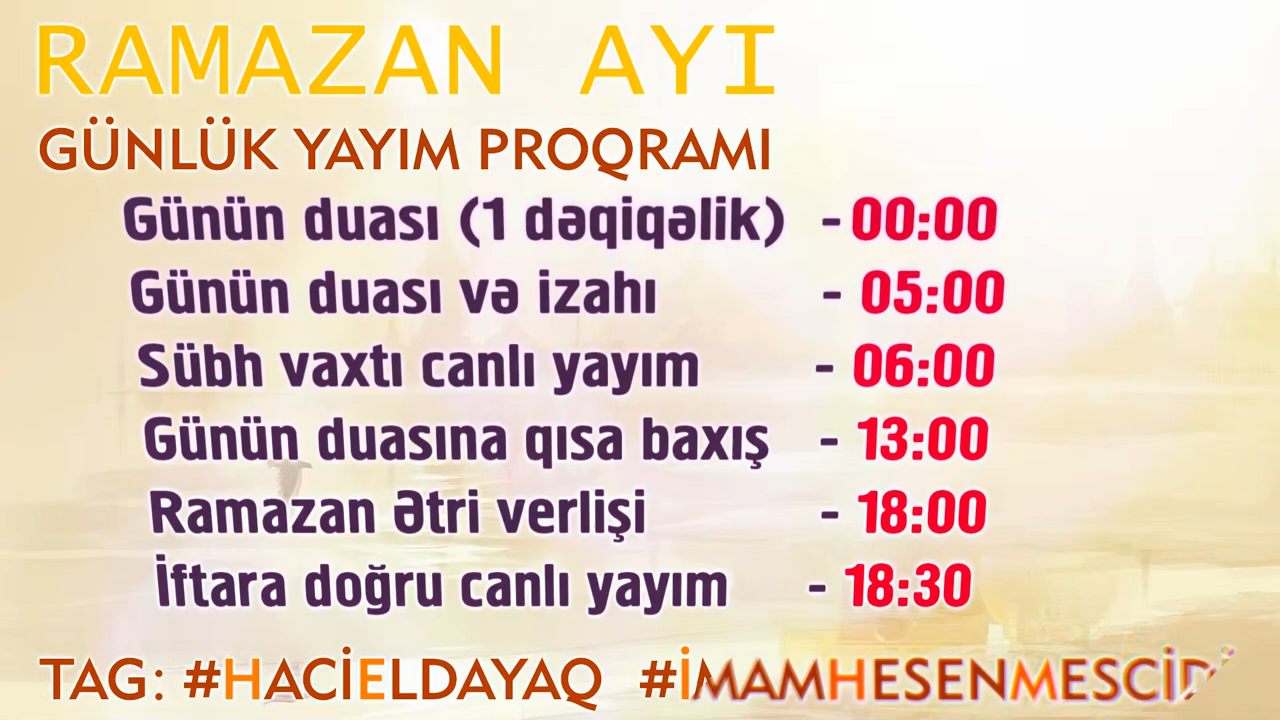 RAMAZAN AYI
GÜNLÜK YAYIM PROQRAMI
Günün duası (1 dəqiqəlik) - 00:00
Günün duası və izahı - 05:00
Sübh vaxtı canlı yayım - 06:00
Günün duasına qısa baxış - 13:00
Ramazan Ətri verlişi - 18:00
İftara doğru canlı yayım - 18:30
TAG: #HACİELDAYAQ #İMAMHESENMESCİDİ